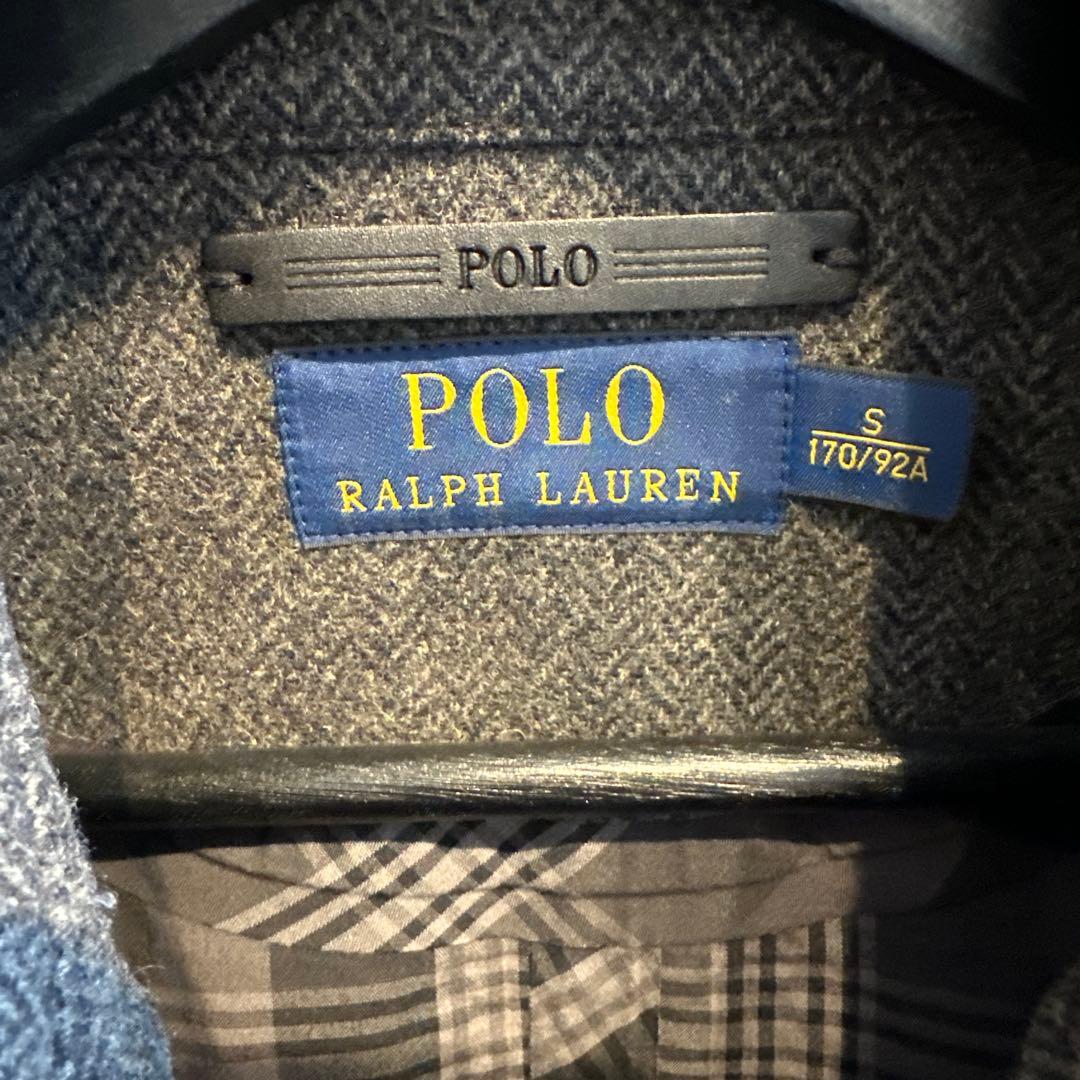 POLO
POLO
RALPH LAUREN
S
170/92A